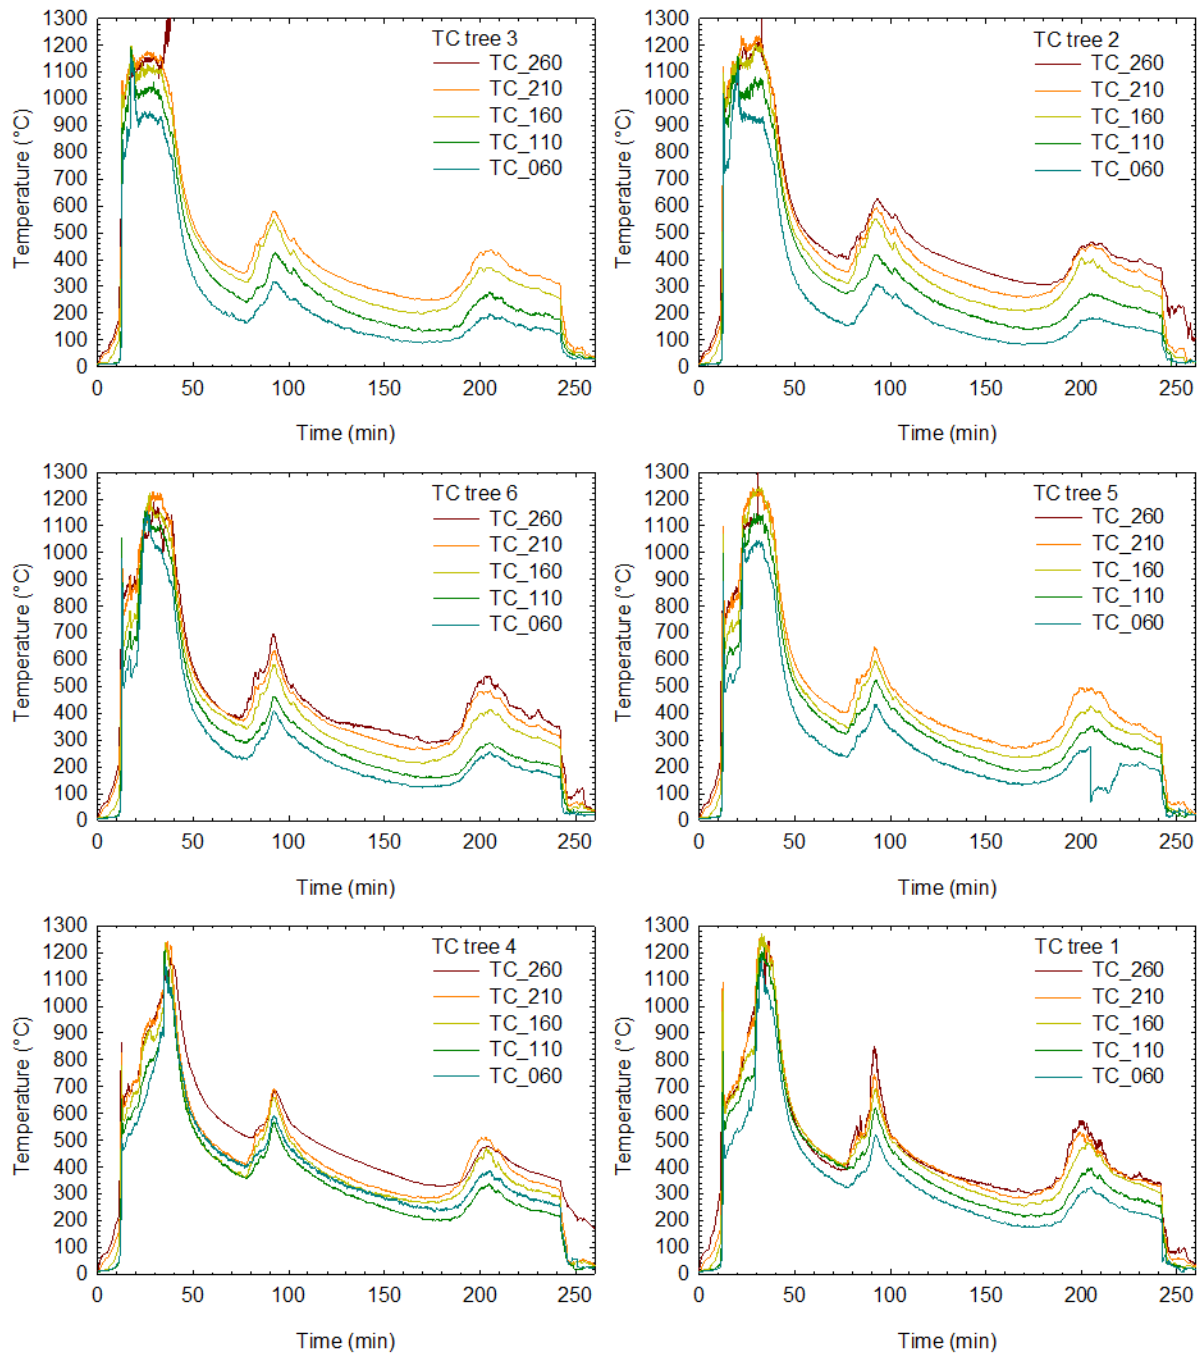 TC tree 3
TC_260
TC_210
TC_160
TC_110
TC_060
Temperature (°C)
1300
1200
1100
1000
900
800
700
600
500
400
300
200
100
0
0 50 100 150 200 250
Time (min)
TC tree 2
TC_260
TC_210
TC_160
TC_110
TC_060
Temperature (°C)
1300
1200
1100
1000
900
800
700
600
500
400
300
200
100
0
0 50 100 150 200 250
Time (min)
TC tree 6
TC_260
TC_210
TC_160
TC_110
TC_060
Temperature (°C)
1300
1200
1100
1000
900
800
700
600
500
400
300
200
100
0
0 50 100 150 200 250
Time (min)
TC tree 5
TC_260
TC_210
TC_160
TC_110
TC_060
Temperature (°C)
1300
1200
1100
1000
900
800
700
600
500
400
300
200
100
0
0 50 100 150 200 250
Time (min)
TC tree 4
TC_260
TC_210
TC_160
TC_110
TC_060
Temperature (°C)
1300
1200
1100
1000
900
800
700
600
500
400
300
200
100
0
0 50 100 150 200 250
Time (min)
TC tree 1
TC_260
TC_210
TC_160
TC_110
TC_060
Temperature (°C)
1300
1200
1100
1000
900
800
700
600
500
400
300
200
100
0
0 50 100 150 200 250
Time (min)